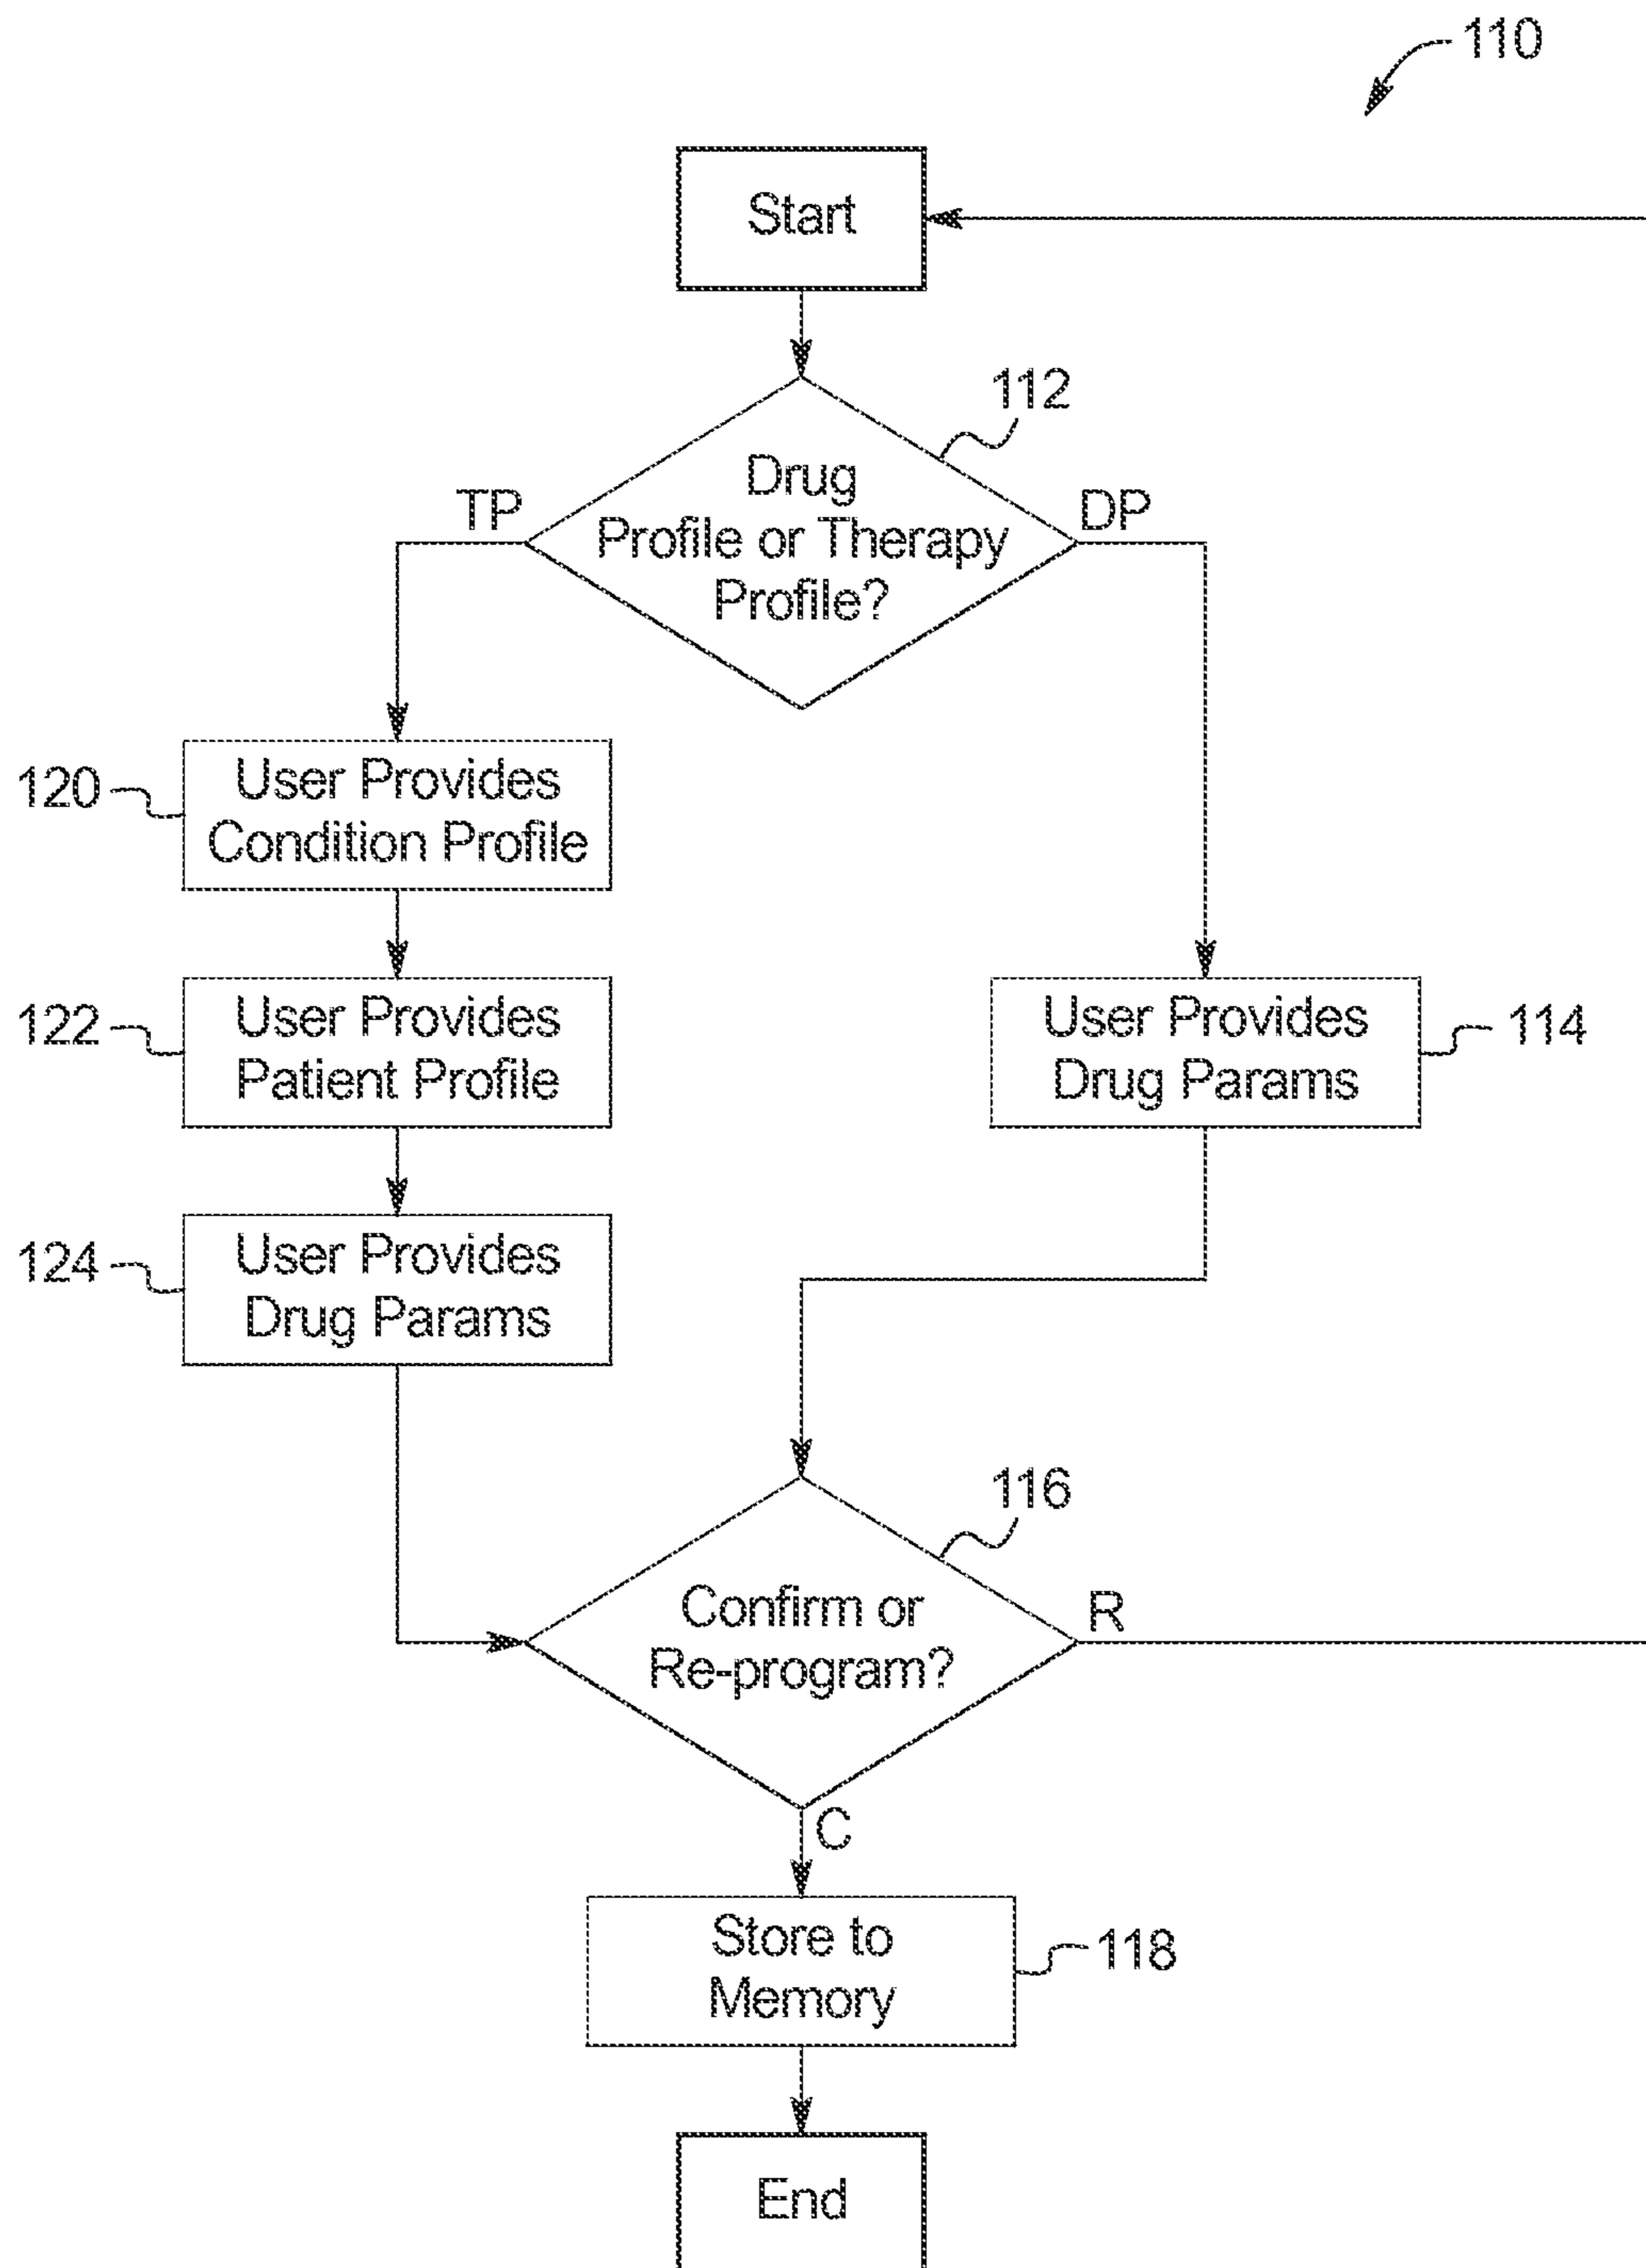 110
Start
112
Drug
Profile or Therapy
Profile?
TP
DP
120
User Provides
Condition Profile
122
User Provides
Patient Profile
User Provides
Drug Params
114
124
User Provides
Drug Params
116
Confirm or
Re-program?
R
C
Store to
Memory
118
End